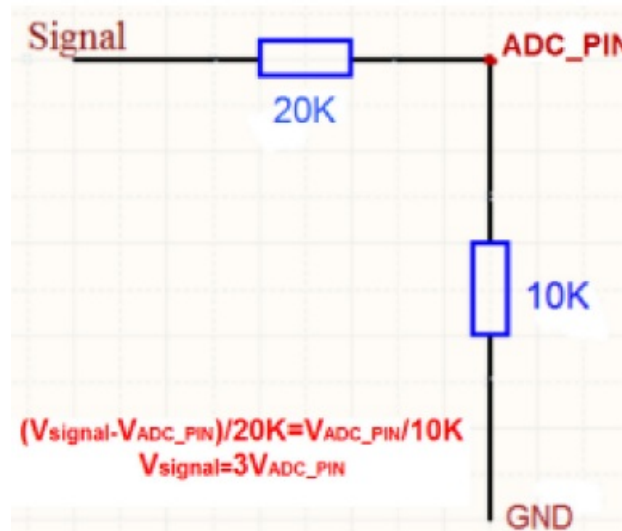 Signal
ADC_PIN
20K
10K
(Vsignal-VADC_PIN)/20K=VADC_PIN/10K
Vsignal=3VADC_PIN
GND